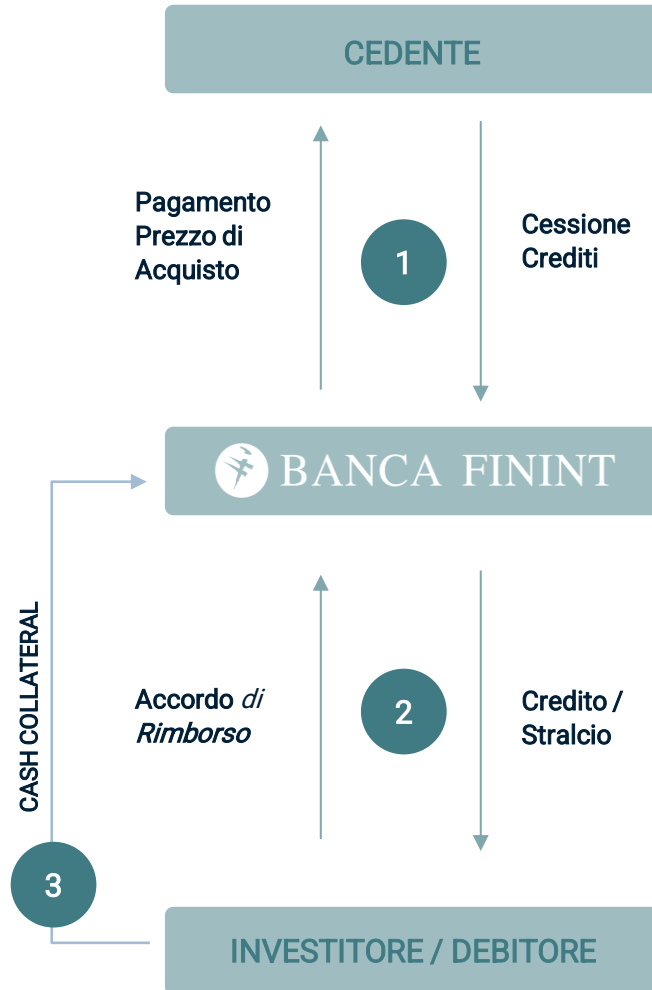 CEDENTE
Pagamento
Prezzo di
Acquisto
1
Cessione
Crediti
BANCA FININT
CASH COLLATERAL
Accordo di
Rimborso
2
Credito /
Stralcio
3
INVESTITORE / DEBITORE